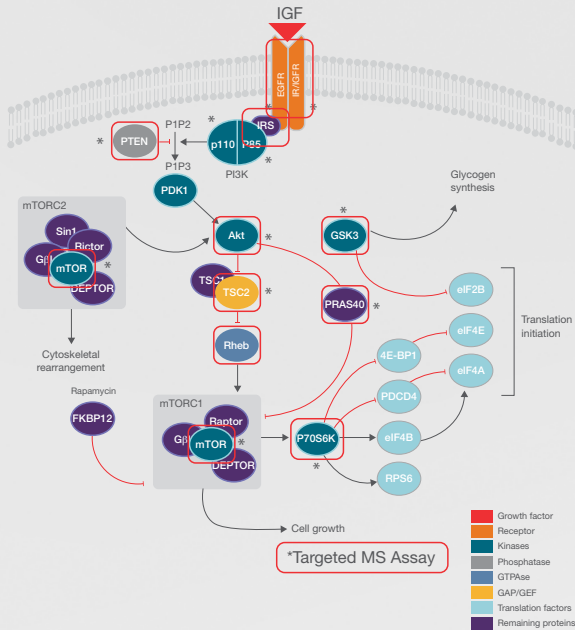 IGF
EGFR
IR/IGFR
*
*
IRS
*
PTEN
*
P1P2
p110
P85
*
P1P3
PI3K
PDK1
Glycogen
synthesis
mTORC2
Sin1
Rictor
mTOR
*
DEPTOR
Akt
*
*
GSK3
TSC2
*
PRAS40
*
eIF2B
eIF4E
eIF4A
Translation
initiation
Cytoskeletal
rearrangement
Rheb
4E-BP1
PDCD4
Rapamycin
FKBP12
mTORC1
Raptor
mTOR
*
DEPTOR
P70S6K
*
eIF4B
RPS6
Cell growth
*Targeted MS Assay
Growth factor
Receptor
Kinases
Phosphatase
GTPAse
GAP/GEF
Translation factors
Remaining proteins